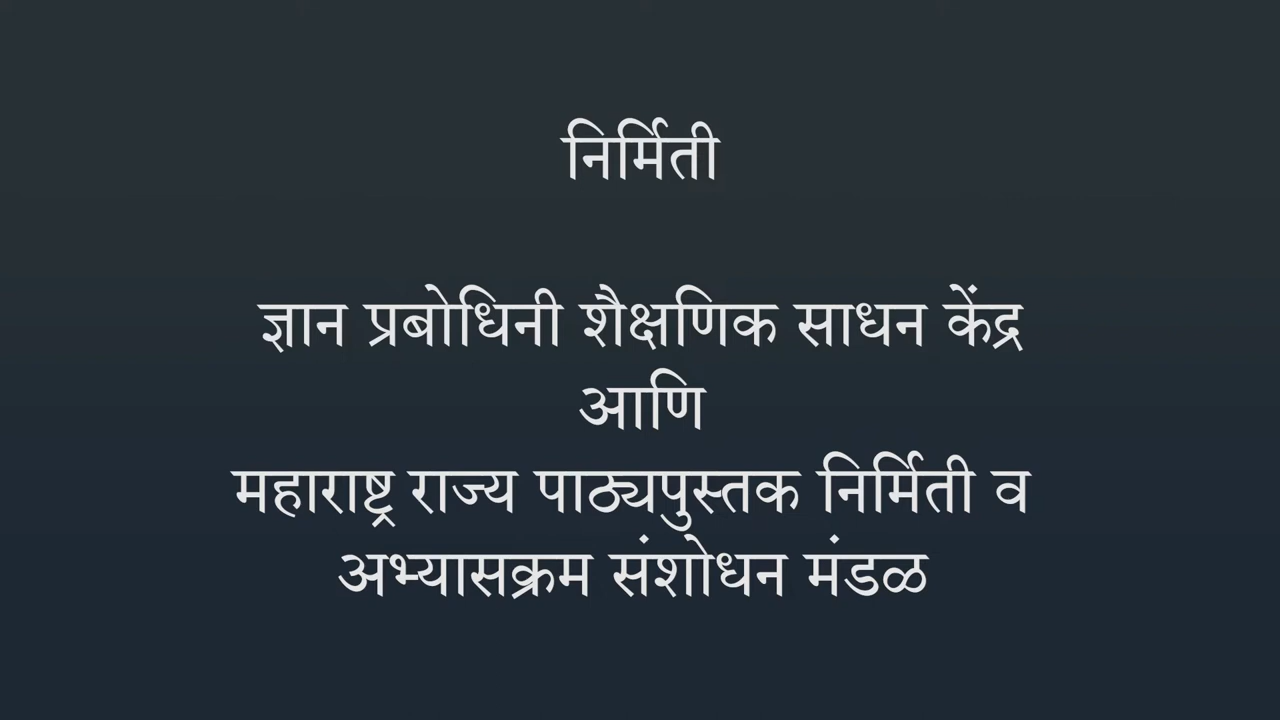 निर्मिती
ज्ञान प्रबोधिनी शैक्षणिक साधन केंद्र
आणि
महाराष्ट्र राज्य पाठ्यपुस्तक निर्मिती व
अभ्यासक्रम संशोधन मंडळ